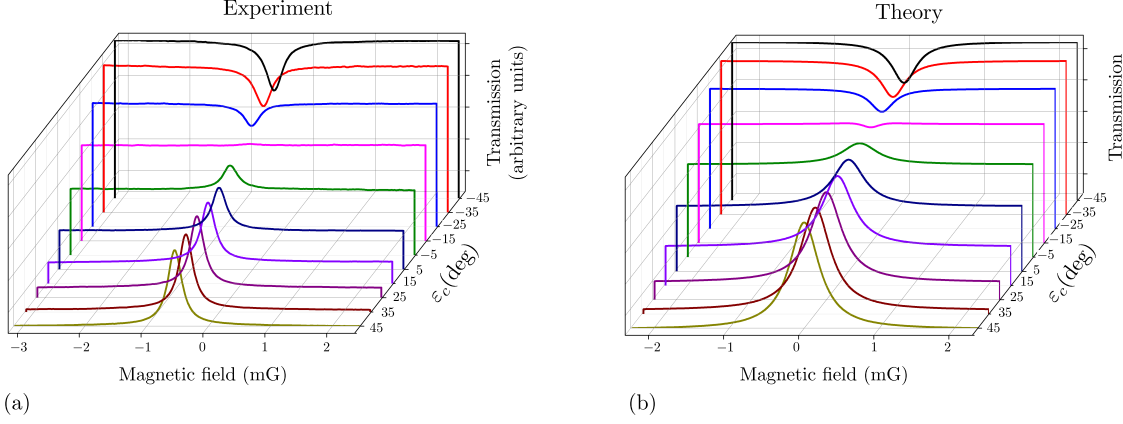 Experiment
Transmission
(arbitrary units)
−45
−35
−25
−15
−5
5
15
25
35
45
ε_c(deg)
−3 −2 −1 0 1 2
Magnetic field (mG)
(a)
Theory
Transmission
−45
−35
−25
−15
−5
5
15
25
35
45
ε_c(deg)
−2 −1 0 1 2
Magnetic field (mG)
(b)